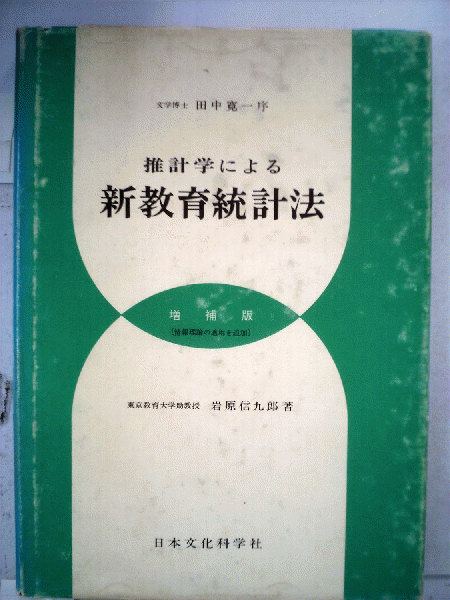 文学博士 田中寛一序
推計学による
新教育統計法
増補版
(情報理論の適用を追加)
東京教育大学助教授 岩原信九郎著
日本文化科学社